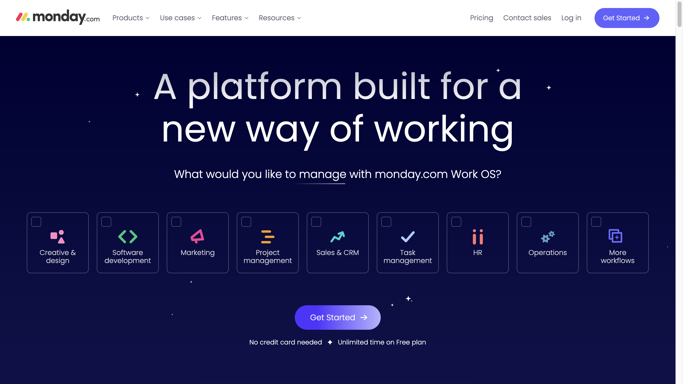 monday.com
Products
Use cases
Features
Resources
Pricing
Contact sales
Log in
Get Started
A platform built for a
new way of working
What would you like to manage with monday.com Work OS?
Creative &
design
Software
development
Marketing
Project
management
Sales & CRM
Task
management
HR
Operations
More
workflows
Get Started
No credit card needed ✦ Unlimited time on Free plan